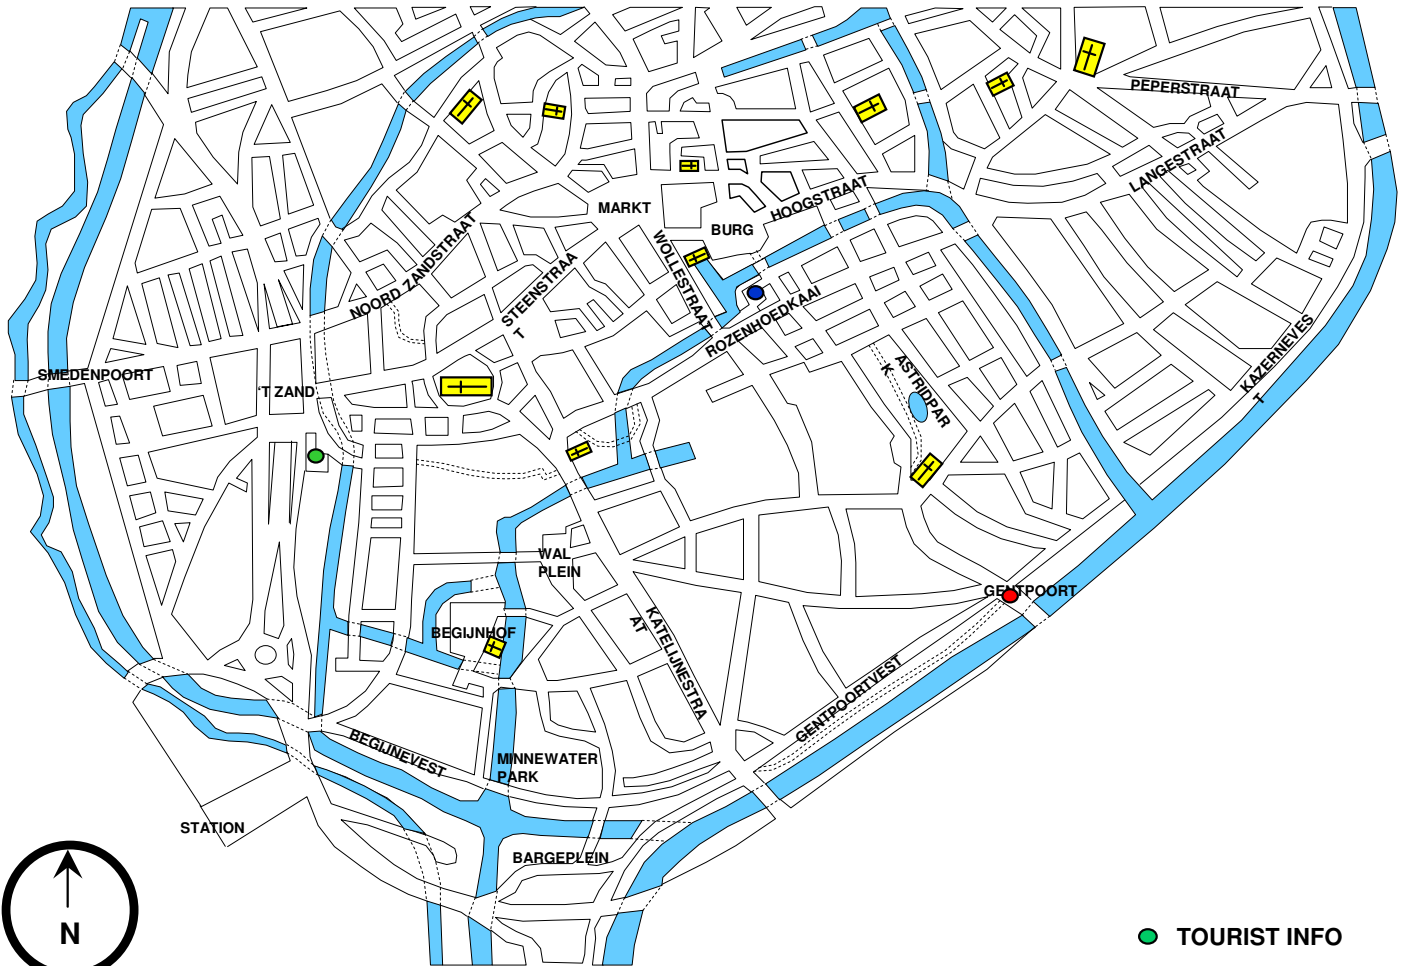 PEPERSTRAAT
LANGESTRAAT
HOOGSTRAAT
MARKT
BURG
NOORD ZANDSTRAAT
STEENSTRAA
T
WOLLESTRAAT
ROZENHOEDKAAI
SMEDENPOORT
‘T ZAND
ASTRIDPAR
K
KAZERNEVES
T
WAL
PLEIN
GENTPOORT
BEGIJNHOF
KATELIJNESTRA
AT
GENTPOORTVEST
BEGIJNEVEST
MINNEWATER
PARK
STATION
BARGEPLEIN
N
TOURIST INFO